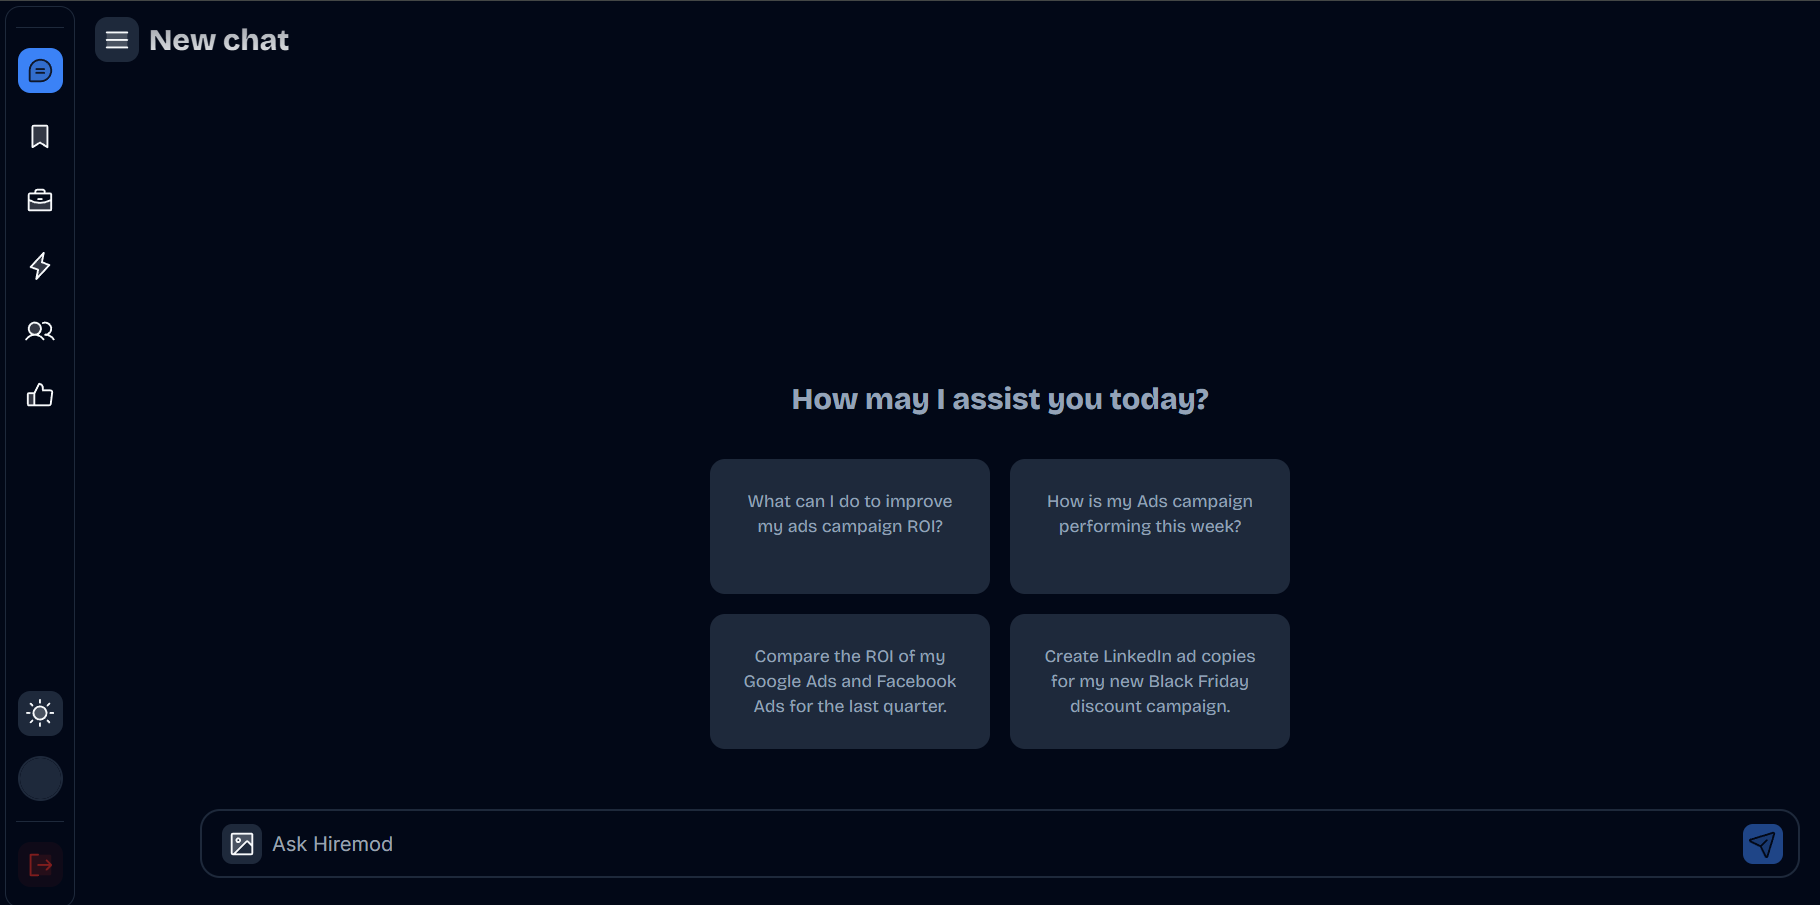 New chat
How may I assist you today?
What can I do to improve
my ads campaign ROI?
How is my Ads campaign
performing this week?
Compare the ROI of my
Google Ads and Facebook
Ads for the last quarter.
Create LinkedIn ad copies
for my new Black Friday
discount campaign.
Ask Hiremod